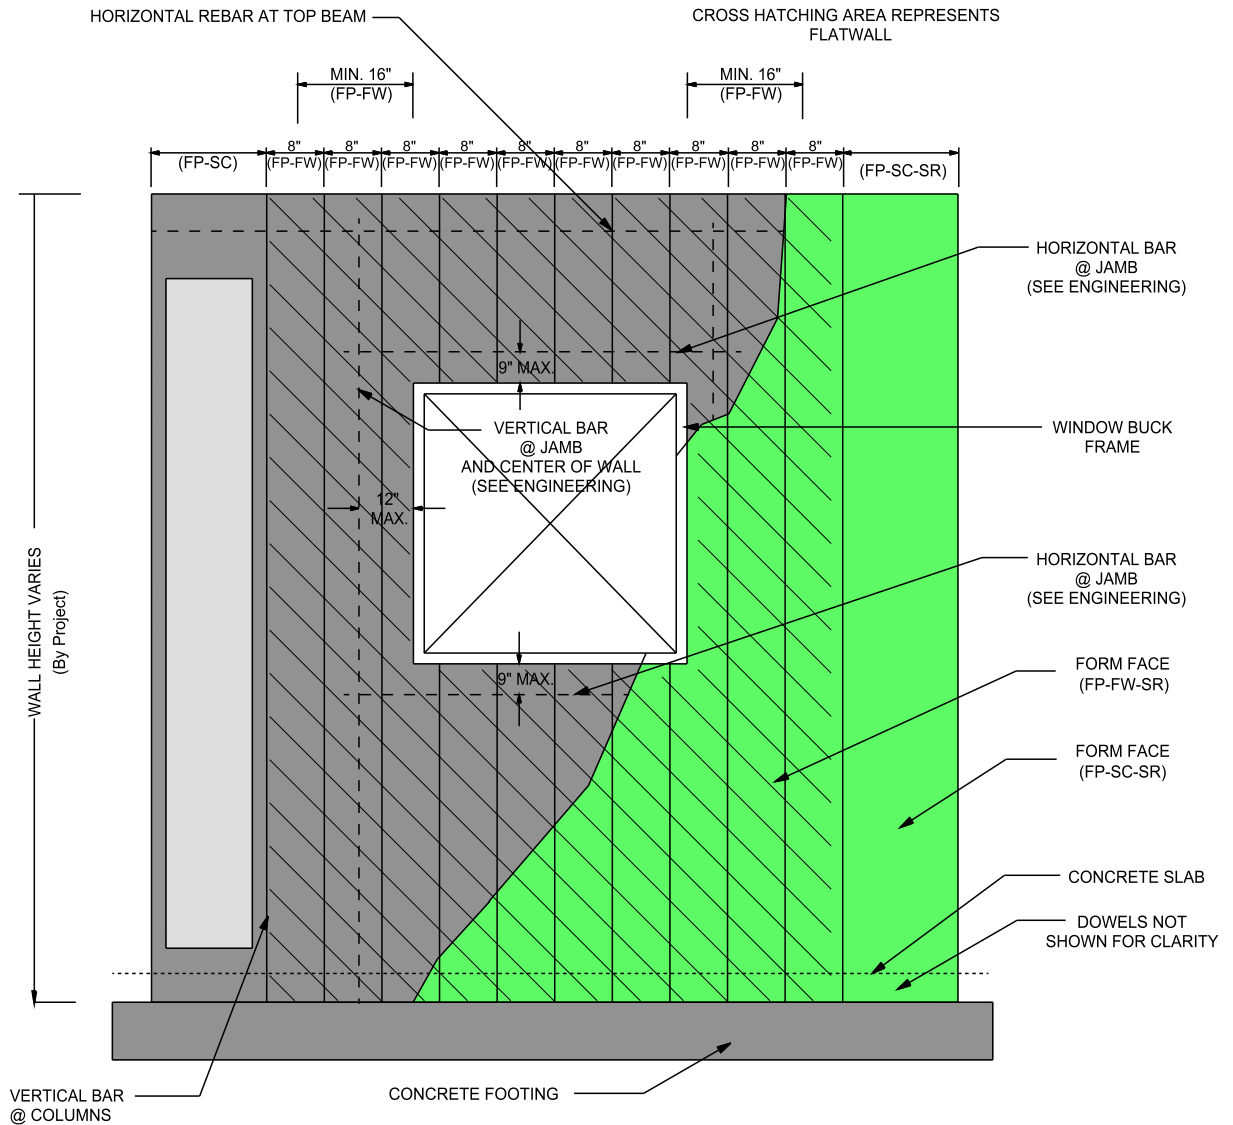 HORIZONTAL REBAR AT TOP BEAM
CROSS HATCHING AREA REPRESENTS
FLATWALL
MIN. 16"
(FP-FW)
MIN. 16"
(FP-FW)
(FP-SC)
8"
(FP-FW)
8"
(FP-FW)
8"
(FP-FW)
8"
(FP-FW)
8"
(FP-FW)
8"
(FP-FW)
8"
(FP-FW)
8"
(FP-FW)
8"
(FP-FW)
8"
(FP-FW)
(FP-SC-SR)
HORIZONTAL BAR
@ JAMB
(SEE ENGINEERING)
9" MAX.
VERTICAL BAR
@ JAMB
AND CENTER OF WALL
(SEE ENGINEERING)
WINDOW BUCK
FRAME
12"
MAX.
HORIZONTAL BAR
@ JAMB
(SEE ENGINEERING)
WALL HEIGHT VARIES
(By Project)
9" MAX.
FORM FACE
(FP-FW-SR)
FORM FACE
(FP-SC-SR)
CONCRETE SLAB
DOWELS NOT
SHOWN FOR CLARITY
VERTICAL BAR
@ COLUMNS
CONCRETE FOOTING